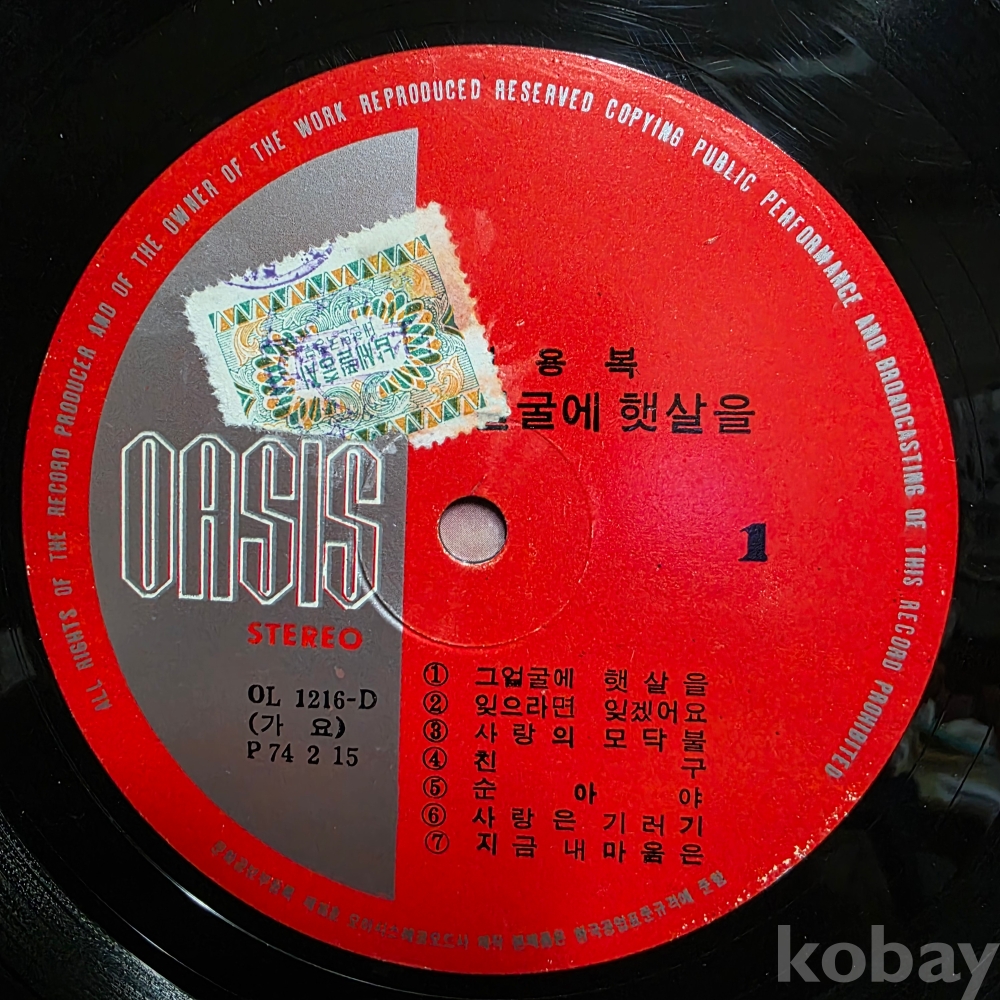 ALL RIGHTS OF THE RECORD PRODUCER AND OF THE OWNER OF THE WORK REPRODUCED RESERVED COPYING PUBLIC PERFORMANCE AND BROADCASTING OF THIS RECORD PROHIBITED
용 복
굴에 햇살을
OASIS
STEREO
1
OL 1216-D
(가 요)
P 74 2 15
① 그얼굴에 햇살을
② 잊으라면 잊겠어요
③ 사랑의 모닥불
④ 친 구
⑤ 순 아 야
⑥ 사랑은 기러기
⑦ 지금 내마움은
kobay